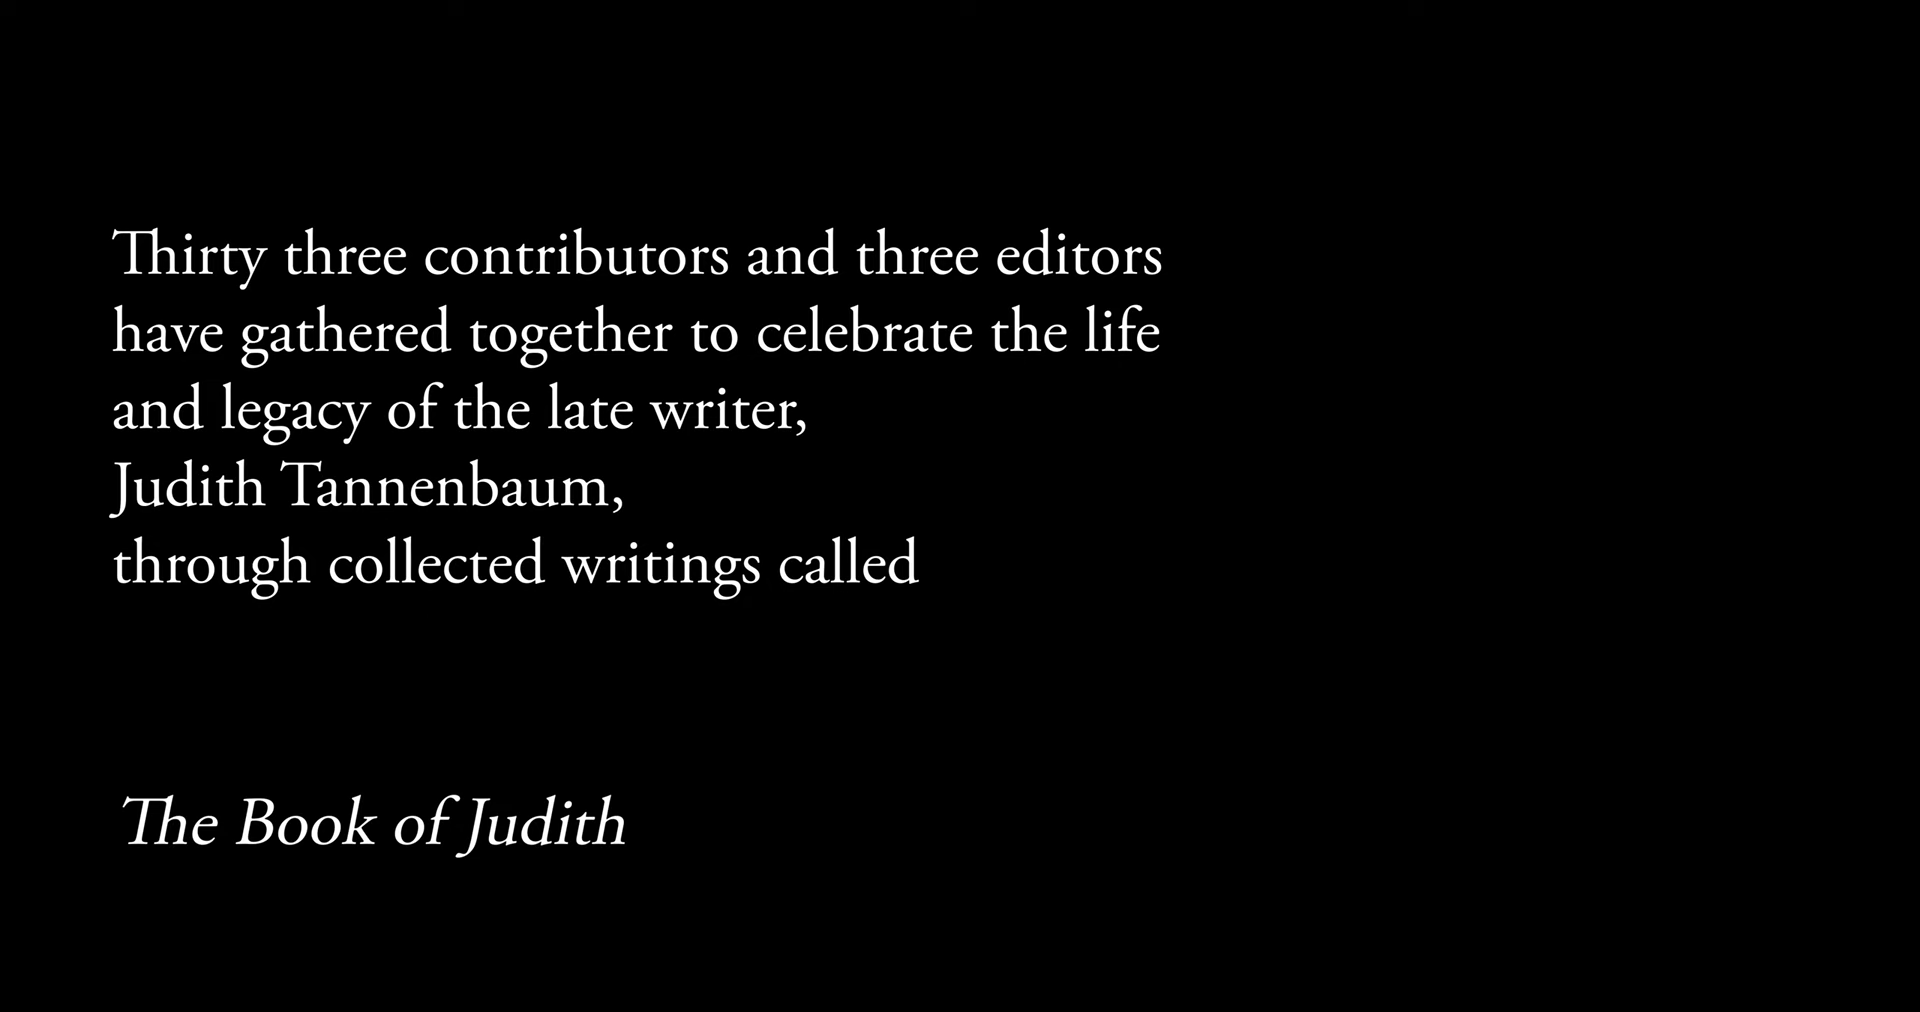 Thirty three contributors and three editors
have gathered together to celebrate the life
and legacy of the late writer,
Judith Tannenbaum,
through collected writings called
The Book of Judith